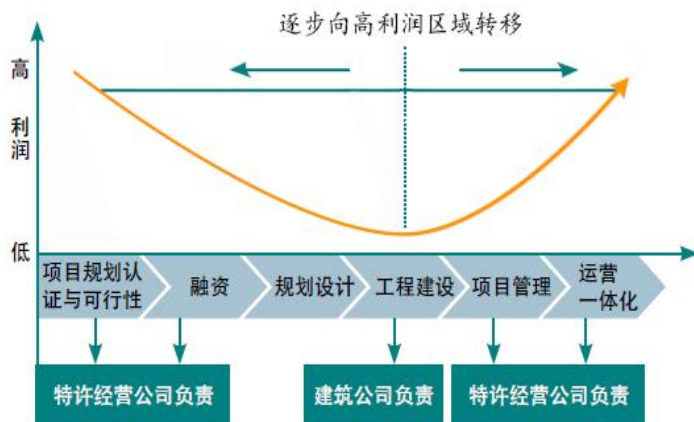 逐步向高利润区域转移
高
利
润
低
项目规划认
证与可行性
融资
规划设计
工程建设
项目管理
运营
一体化
特许经营公司负责
建筑公司负责
特许经营公司负责